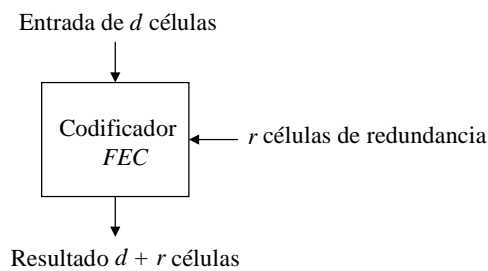 Entrada de d células
Codificador
FEC
r células de redundancia
Resultado d + r células